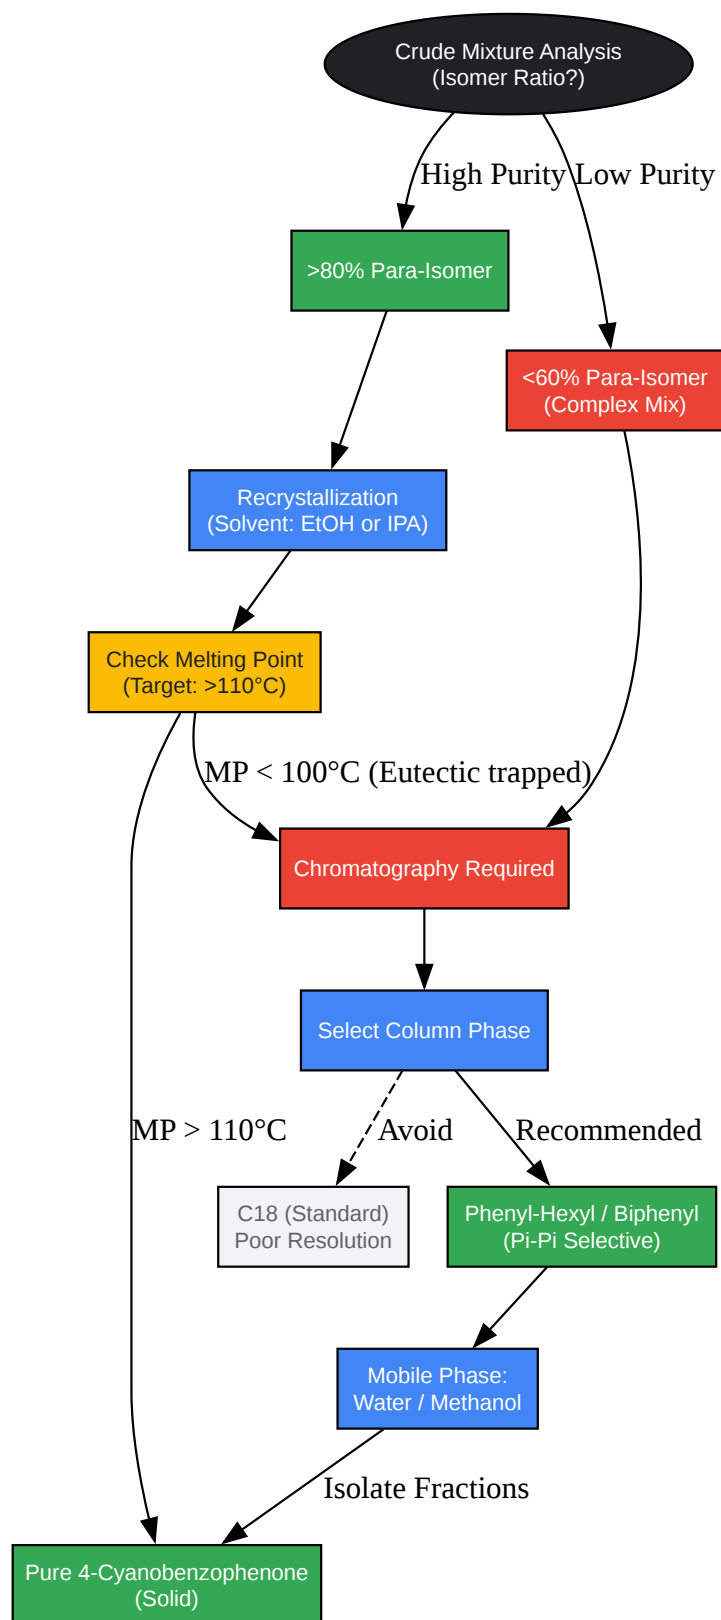 Crude Mixture Analysis
(Isomer Ratio?)
High Purity
Low Purity
>80% Para-Isomer
<60% Para-Isomer
(Complex Mix)
Recrystallization
(Solvent: EtOH or IPA)
Check Melting Point
(Target: >110°C)
MP < 100°C (Eutectic trapped)
Chromatography Required
Select Column Phase
MP > 110°C
Avoid
Recommended
C18 (Standard)
Poor Resolution
Phenyl-Hexyl / Biphenyl
(Pi-Pi Selective)
Mobile Phase:
Water / Methanol
Isolate Fractions
Pure 4-Cyanobenzophenone
(Solid)